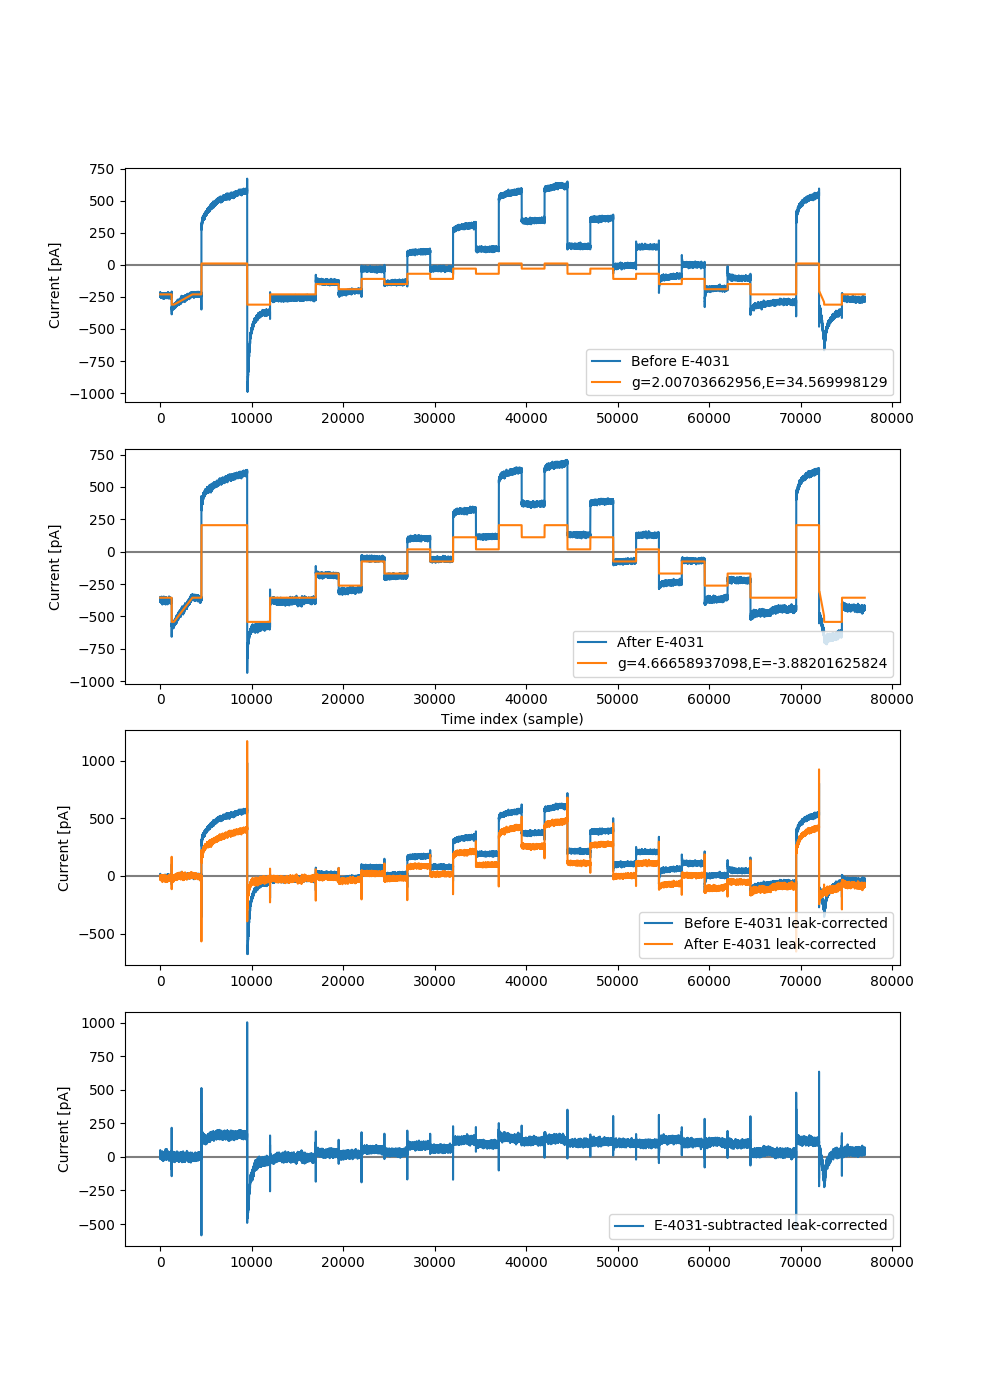 750
500
250
0
−250
−500
−750
−1000
Current [pA]
Before E-4031
g=2.00703662956,E=34.569998129
0 10000 20000 30000 40000 50000 60000 70000 80000
750
500
250
0
−250
−500
−750
−1000
Current [pA]
After E-4031
g=4.66658937098,E=-3.88201625824
0 10000 20000 30000 40000 50000 60000 70000 80000
Time index (sample)
1000
500
0
−500
Current [pA]
Before E-4031 leak-corrected
After E-4031 leak-corrected
0 10000 20000 30000 40000 50000 60000 70000 80000
1000
750
500
250
0
−250
−500
Current [pA]
E-4031-subtracted leak-corrected
0 10000 20000 30000 40000 50000 60000 70000 80000